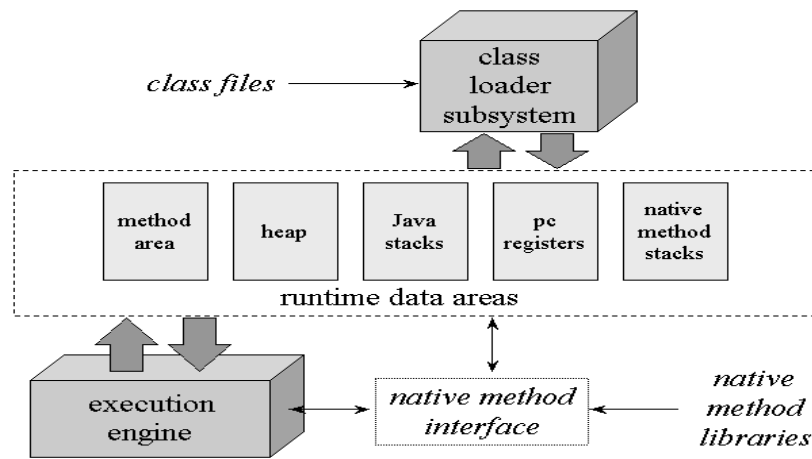 class
loader
subsystem
class files
method
area
heap
Java
stacks
pc
registers
native
method
stacks
runtime data areas
execution
engine
native method
interface
native
method
libraries